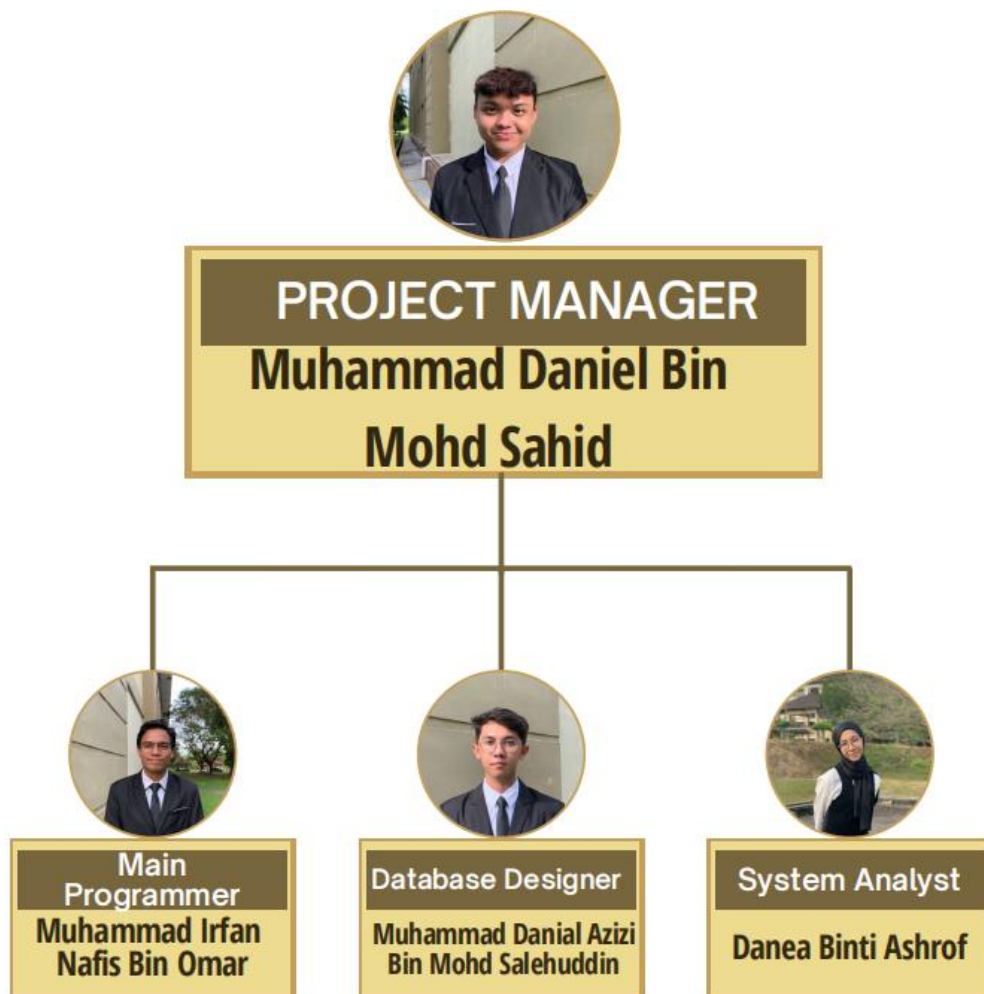 PROJECT MANAGER
Muhammad Daniel Bin
Mohd Sahid
Main
Programmer
Muhammad Irfan
Nafis Bin Omar
Database Designer
Muhammad Danial Azizi
Bin Mohd Salehuddin
System Analyst
Danea Binti Ashrof